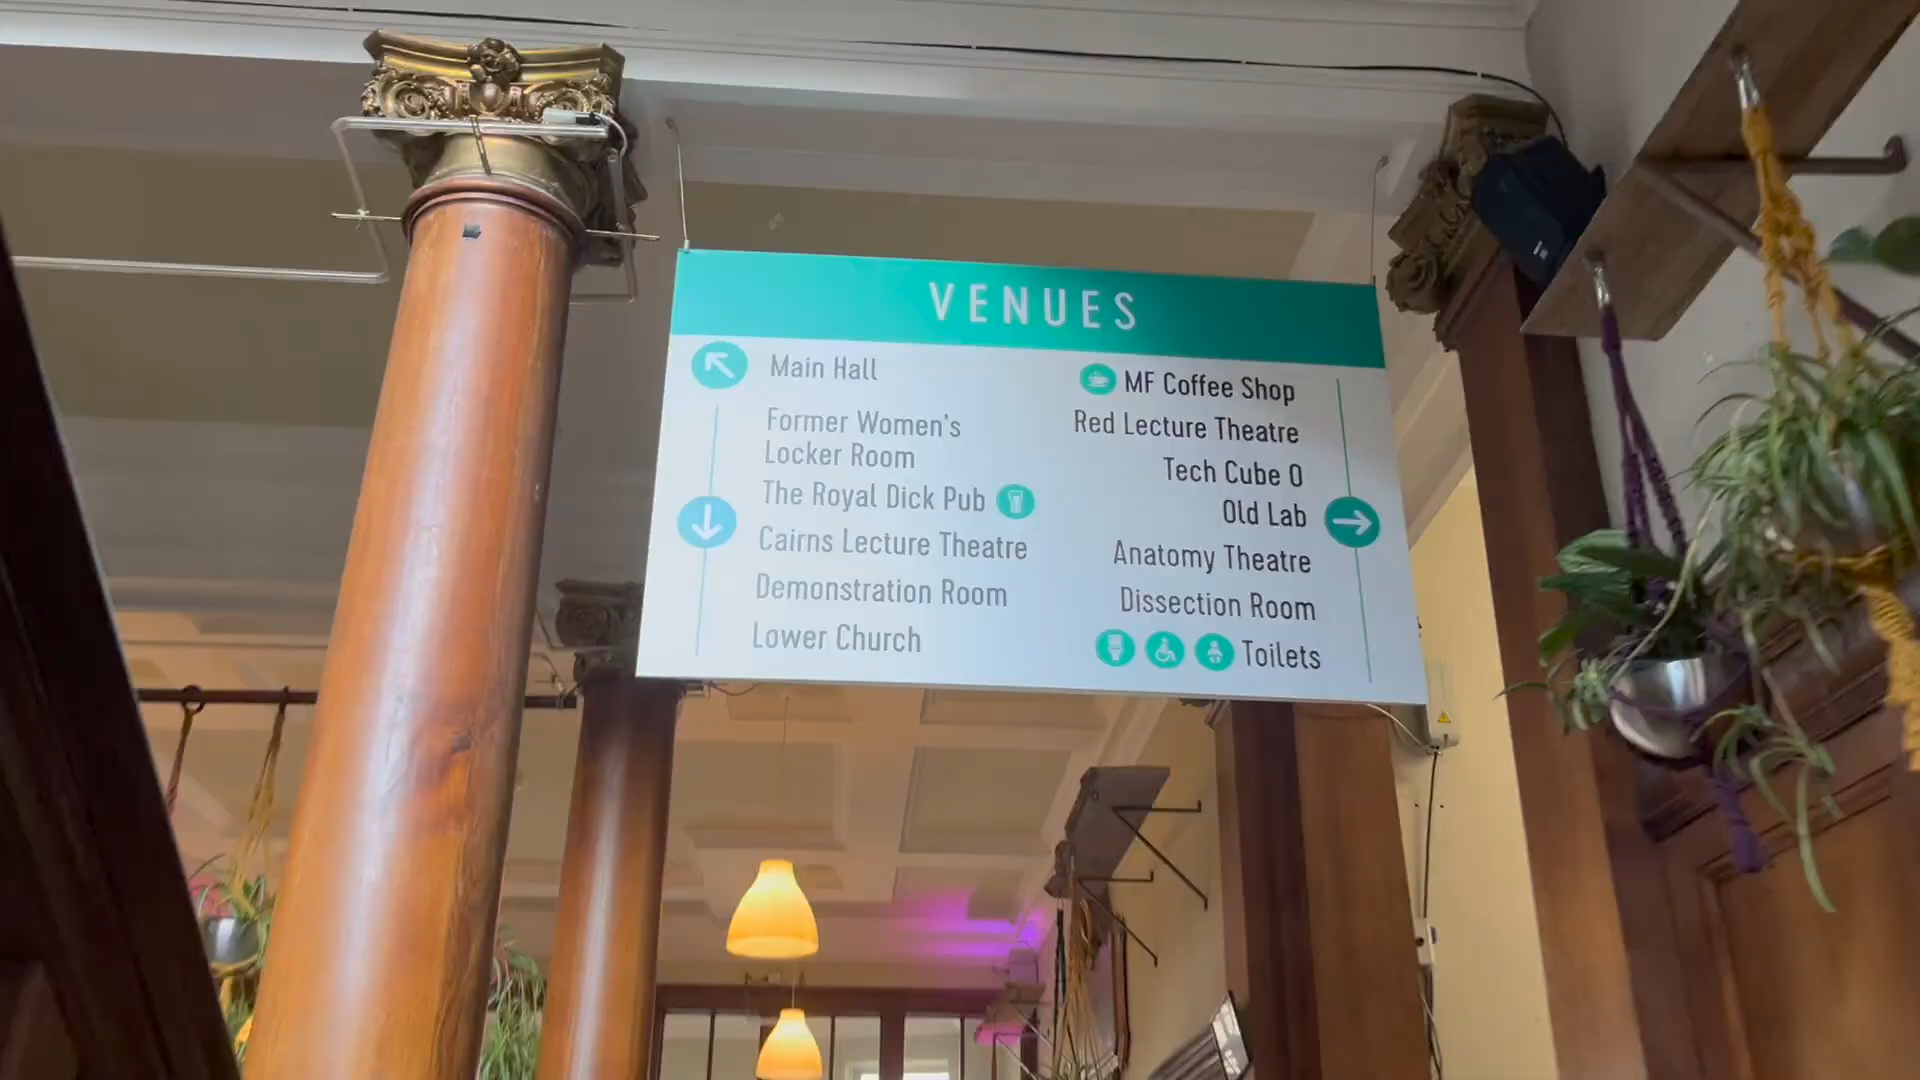 VENUES
Main Hall
Former Women's
Locker Room
The Royal Dick Pub
Cairns Lecture Theatre
Demonstration Room
Lower Church
MF Coffee Shop
Red Lecture Theatre
Tech Cube 0
Old Lab
Anatomy Theatre
Dissection Room
Toilets